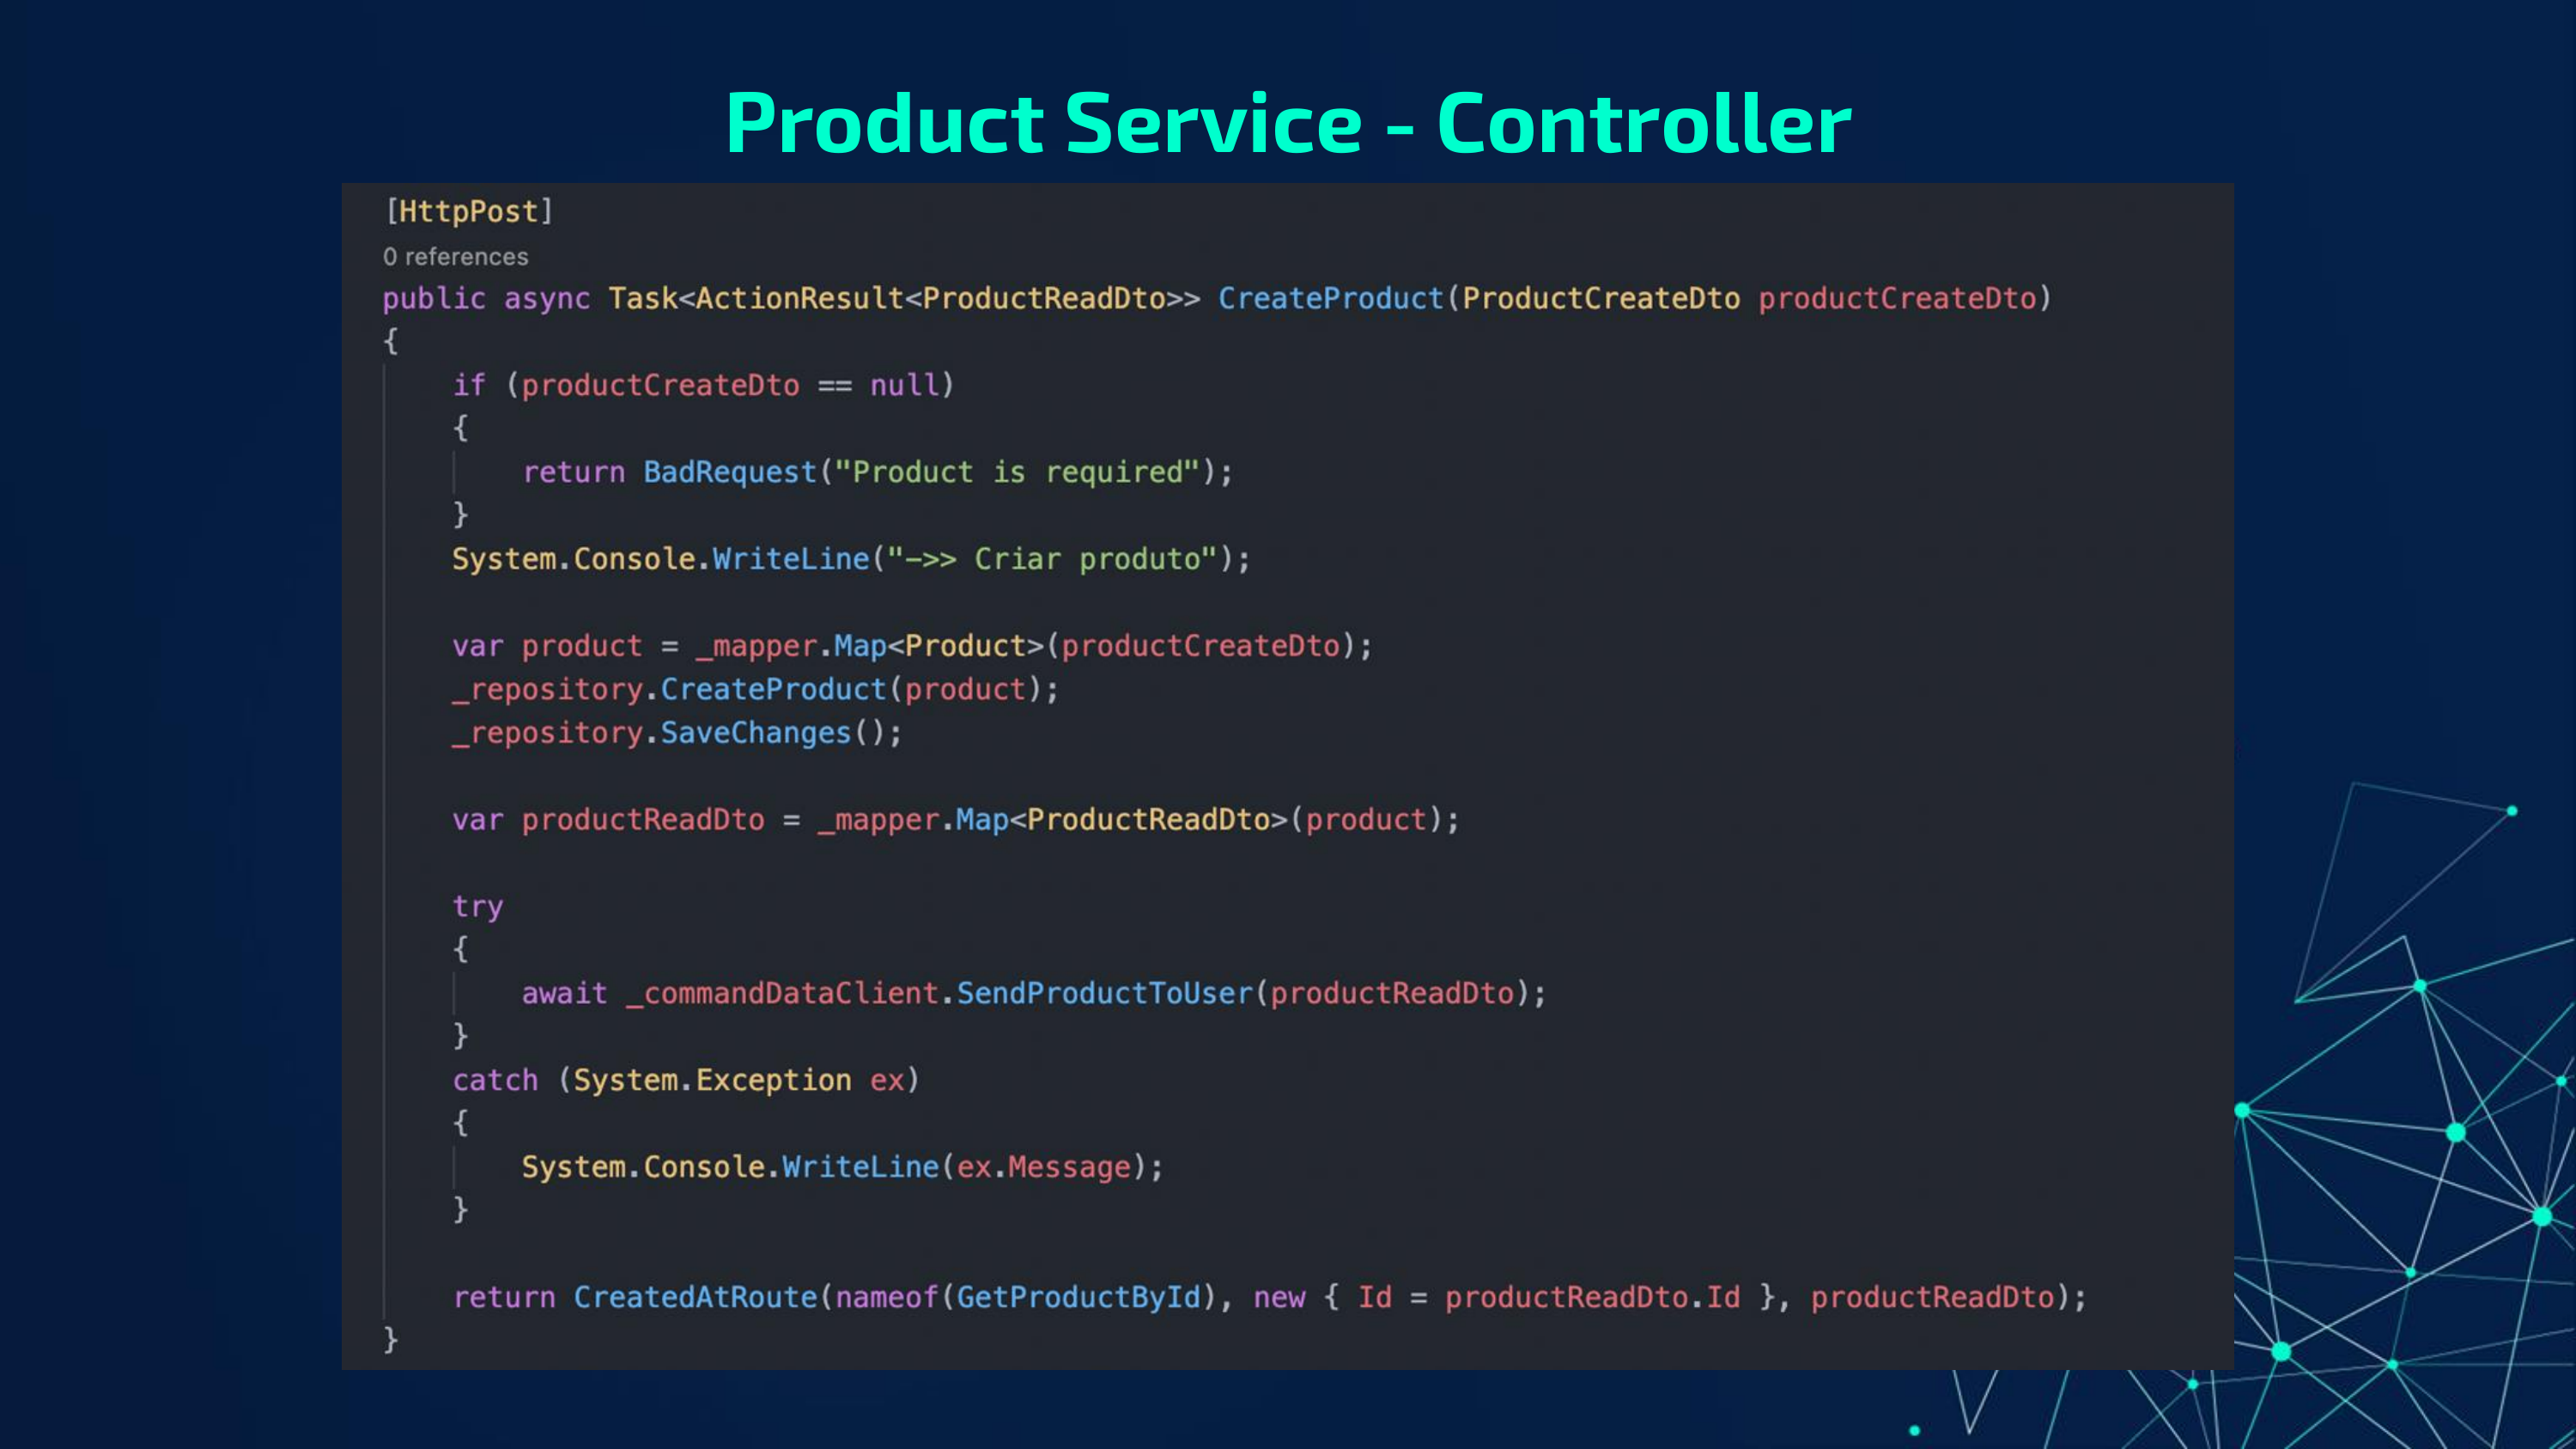 Product Service - Controller
[HttpPost]
0 references
public async Task<ActionResult<ProductReadDto>> CreateProduct(ProductCreateDto productCreateDto)
{
if (productCreateDto == null)
{
return BadRequest("Product is required");
}
System.Console.WriteLine("->> Criar produto");
var product = _mapper.Map<Product>(productCreateDto);
_repository.CreateProduct(product);
_repository.SaveChanges();
var productReadDto = _mapper.Map<ProductReadDto>(product);
try
{
await _commandDataClient.SendProductToUser(productReadDto);
}
catch (System.Exception ex)
{
System.Console.WriteLine(ex.Message);
}
return CreatedAtRoute(nameof(GetProductById), new { Id = productReadDto.Id }, productReadDto);
}